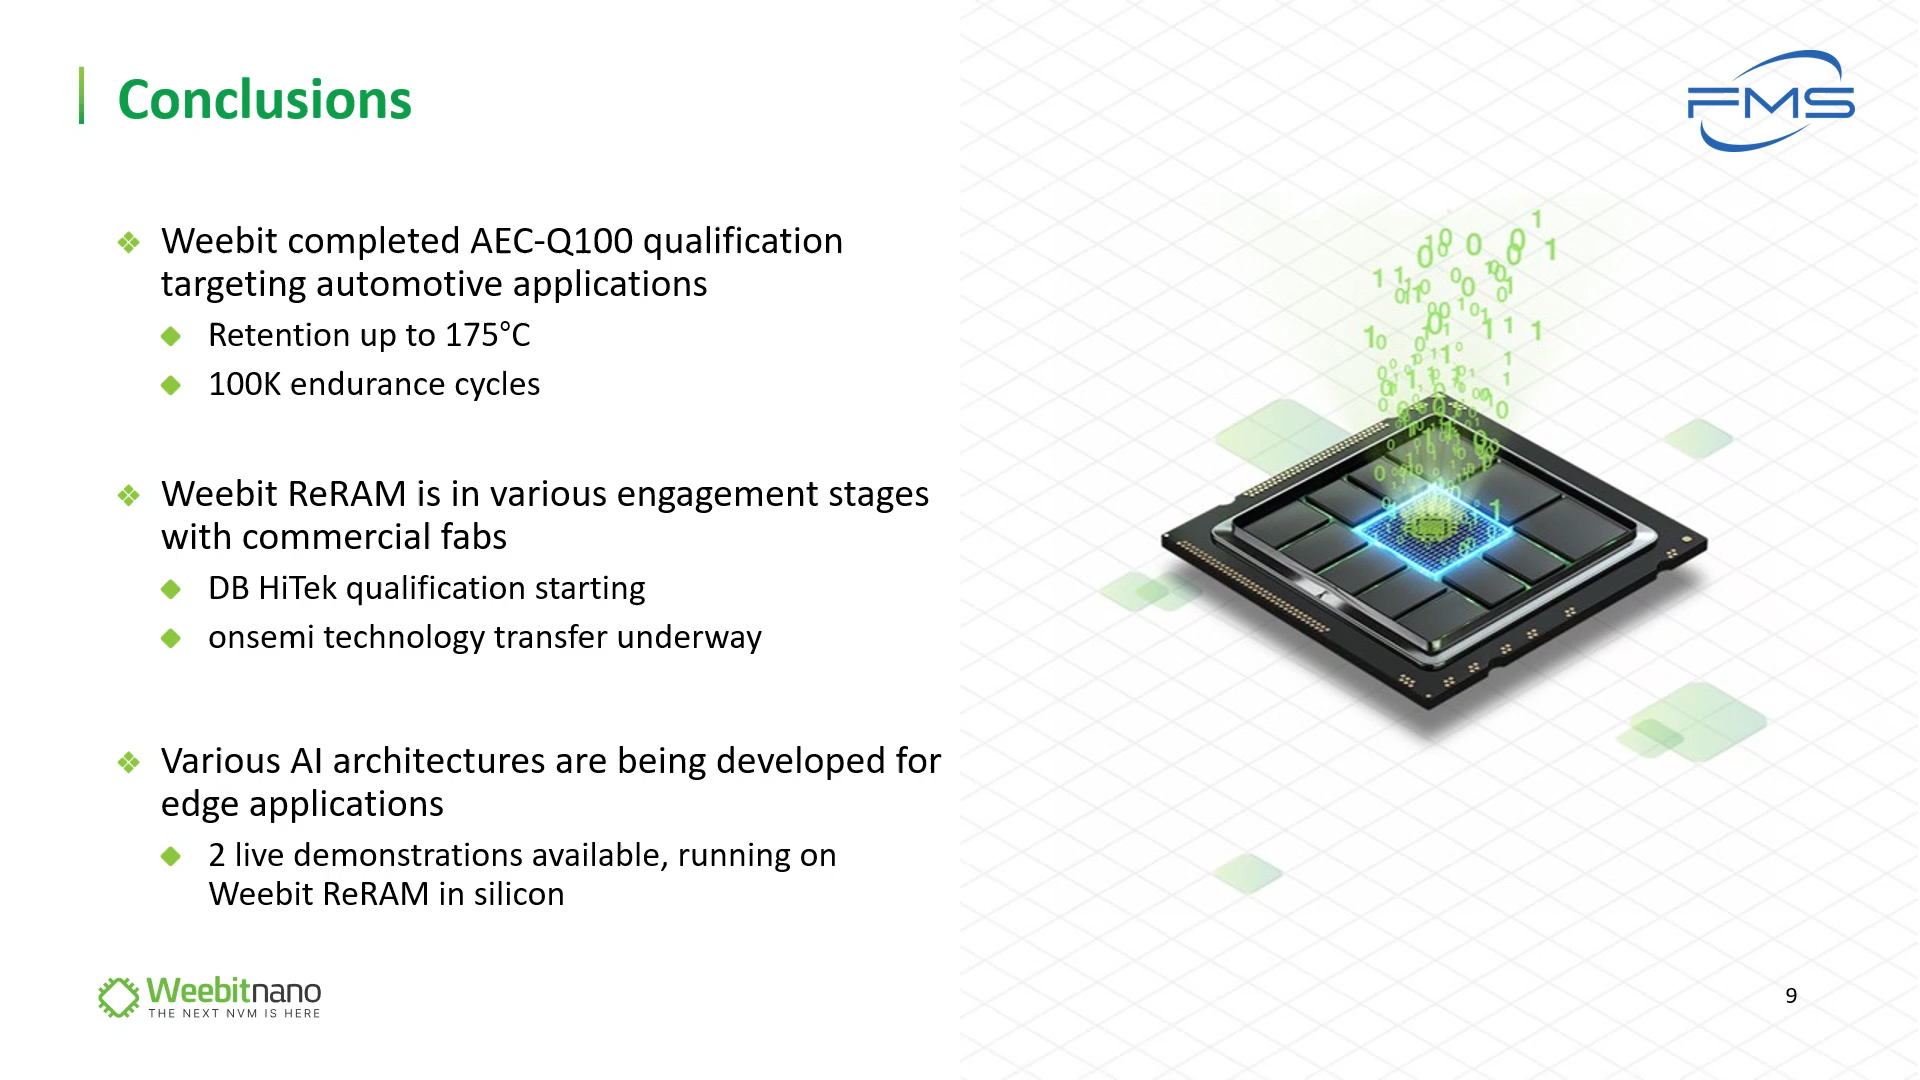 Conclusions
FMS
Weebit completed AEC-Q100 qualification
targeting automotive applications
Retention up to 175°C
100K endurance cycles
Weebit ReRAM is in various engagement stages
with commercial fabs
DB HiTek qualification starting
onsemi technology transfer underway
Various AI architectures are being developed for
edge applications
2 live demonstrations available, running on
Weebit ReRAM in silicon
Weebitnano
THE NEXT NVM IS HERE
9